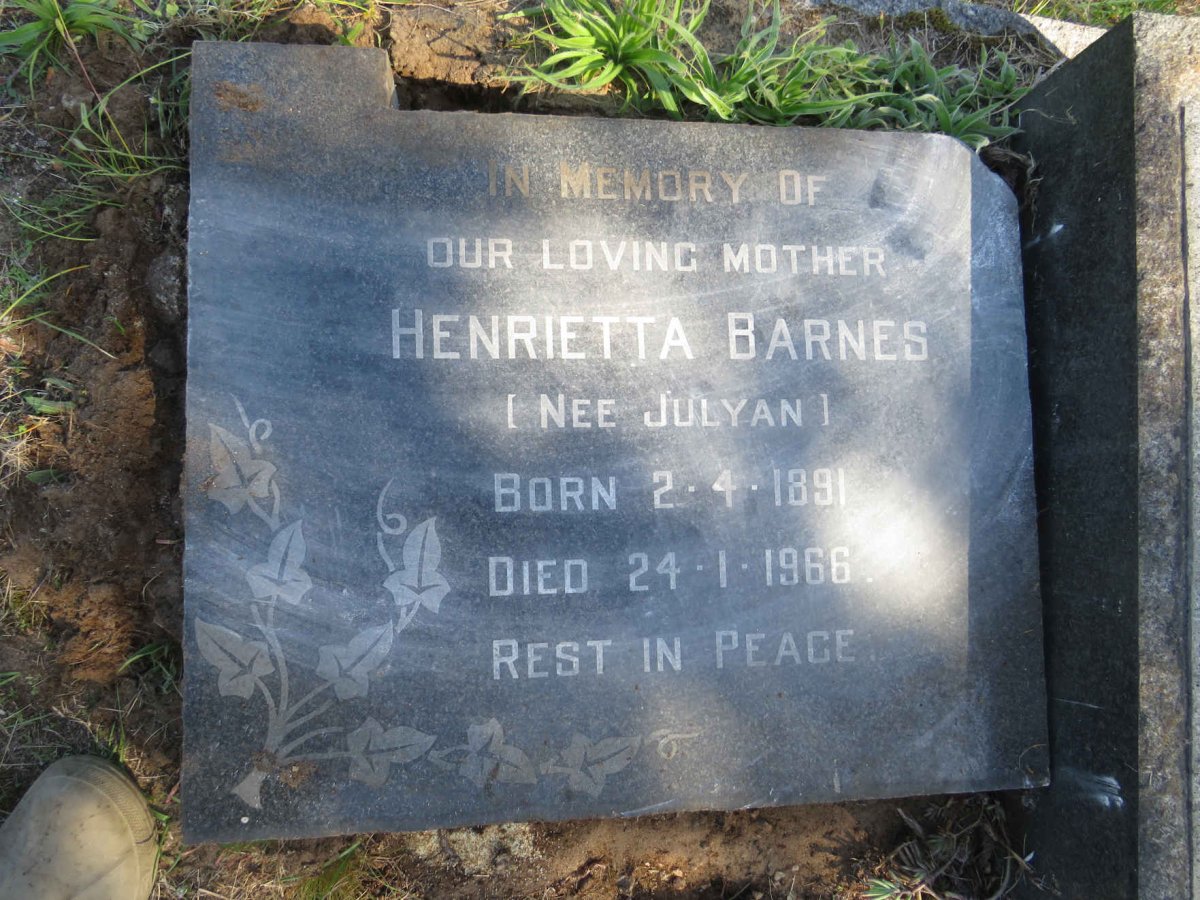 IN MEMORY OF
OUR LOVING MOTHER
HENRIETTA BARNES
[ NEE JULYAN ]
BORN 2·4·1891
DIED 24·1·1966.
REST IN PEACE.